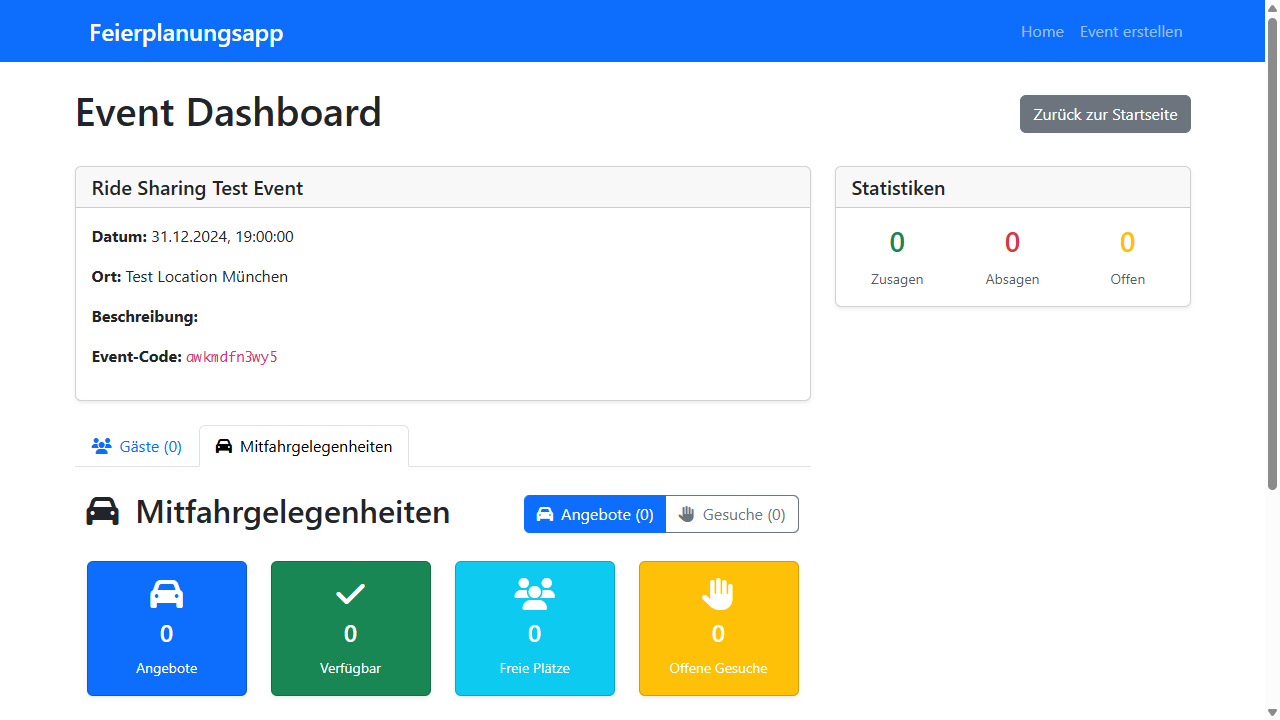 Feierplanungsapp
Home
Event erstellen
Event Dashboard
Zurück zur Startseite
Ride Sharing Test Event
Datum: 31.12.2024, 19:00:00
Ort: Test Location München
Beschreibung:
Event-Code: awkmdfn3wy5
Statistiken
0
0
0
Zusagen
Absagen
Offen
Gäste (0)
Mitfahrgelegenheiten
Mitfahrgelegenheiten
Angebote (0)
Gesuche (0)
0
Angebote
0
Verfügbar
0
Freie Plätze
0
Offene Gesuche